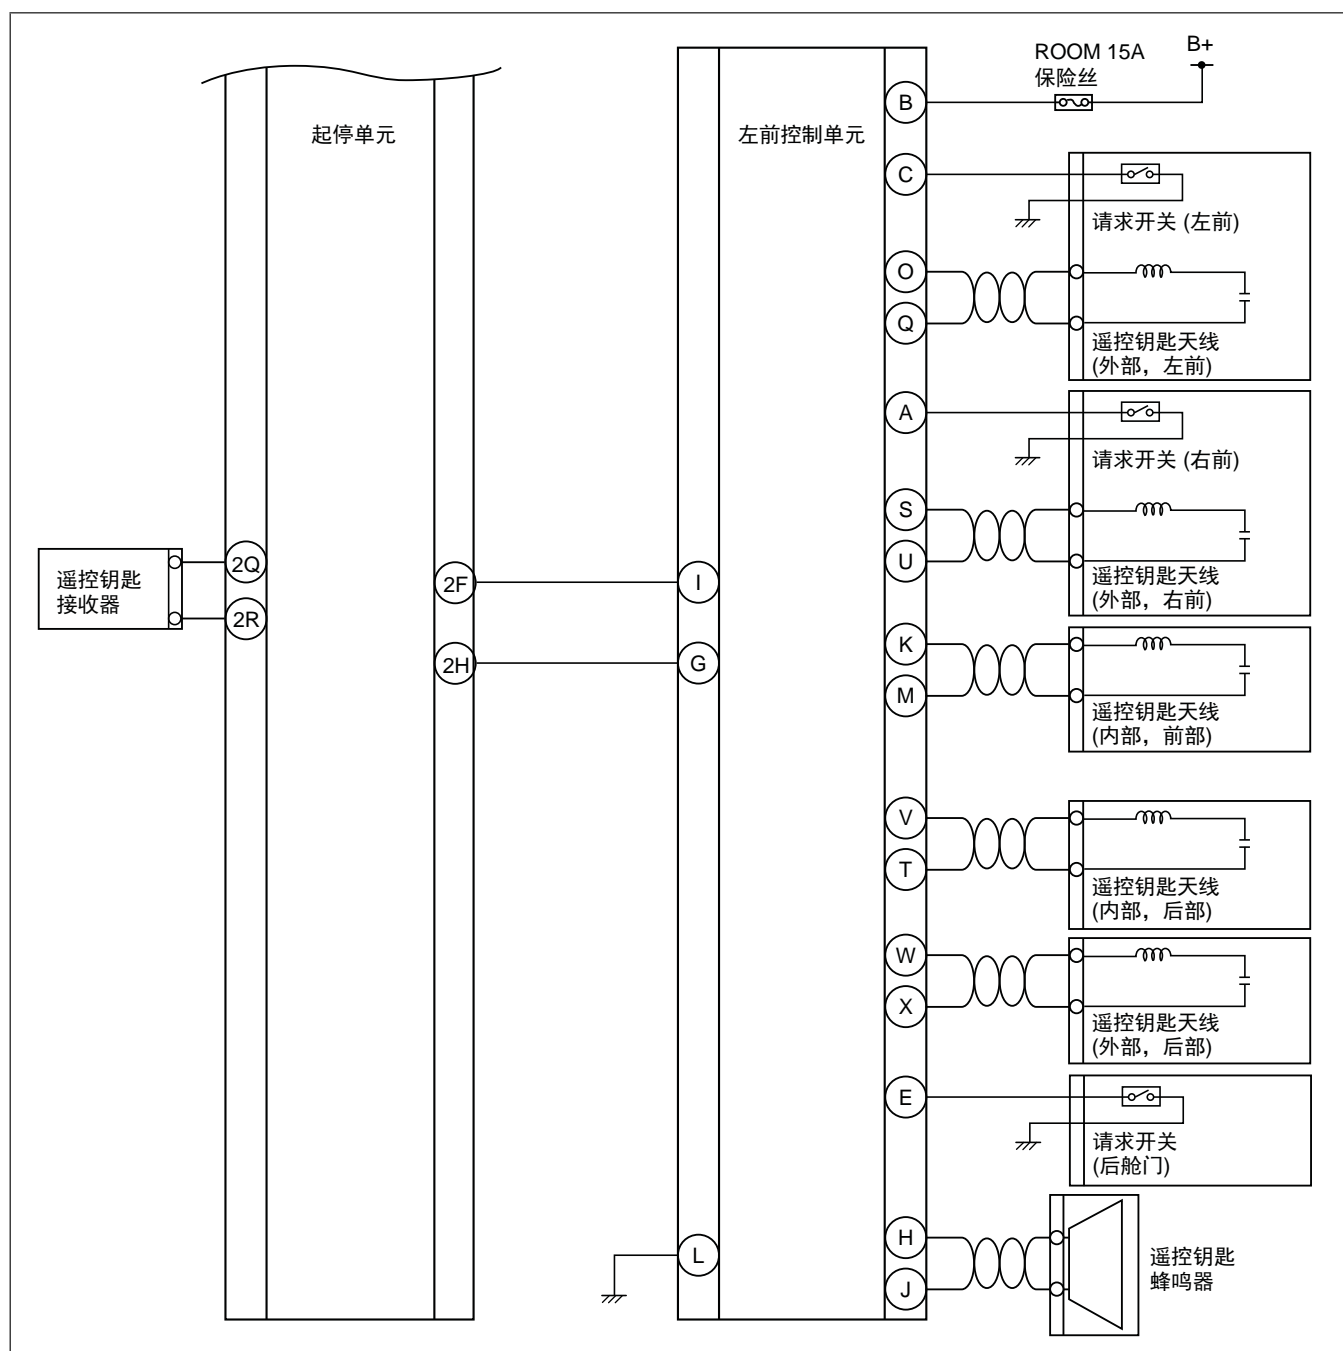 ROOM 15A
保险丝
B+
起停单元
左前控制单元
B
C
请求开关 (左前)
O
Q
遥控钥匙天线
(外部，左前)
A
请求开关 (右前)
S
U
遥控钥匙天线
(外部，右前)
遥控钥匙
接收器
2Q
2R
2F
I
2H
G
K
M
遥控钥匙天线
(内部，前部)
V
T
遥控钥匙天线
(内部，后部)
W
X
遥控钥匙天线
(外部，后部)
E
请求开关
(后舱门)
L
H
J
遥控钥匙
蜂鸣器